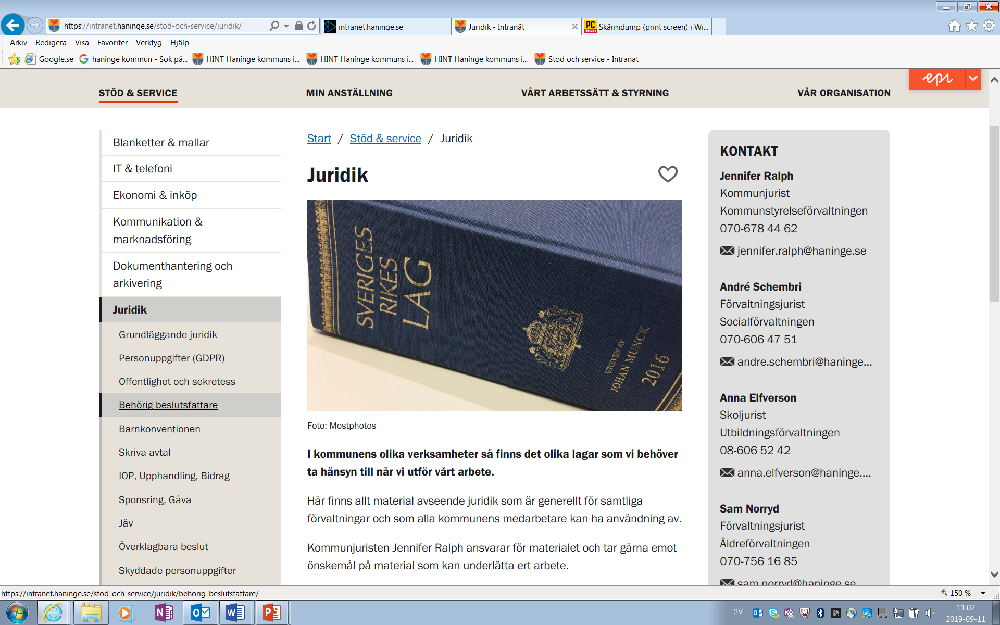 https://intranet.haninge.se/stod-och-service/juridik/
intranet.haninge.se
Juridik - Intranät
PC FÖR ALLA
Skärmdump (print screen) i Wi...
Arkiv Redigera Visa Favoriter Verktyg Hjälp
Google.se
haninge kommun - Sök på...
HINT Haninge kommuns i...
HINT Haninge kommuns i...
HINT Haninge kommuns i...
Stöd och service - Intranät
epi
STÖD & SERVICE
MIN ANSTÄLLNING
VÅRT ARBETSSÄTT & STYRNING
VÅR ORGANISATION
Blanketter & mallar
IT & telefoni
Ekonomi & inköp
Kommunikation &
marknadsföring
Dokumenthantering och
arkivering
Juridik
Grundläggande juridik
Personuppgifter (GDPR)
Offentlighet och sekretess
Behörig beslutsfattare
Barnkonventionen
Skriva avtal
IOP, Upphandling, Bidrag
Sponsring, Gåva
Jäv
Överklagbara beslut
Skyddade personuppgifter
Start / Stöd & service / Juridik
Juridik
SVERIGES
RIKES
LAG
UTGIVEN AV
JOHAN MUNCK
2016
Foto: Mostphotos
I kommunens olika verksamheter så finns det olika lagar som vi behöver
ta hänsyn till när vi utför vårt arbete.
Här finns allt material avseende juridik som är generellt för samtliga
förvaltningar och som alla kommunens medarbetare kan ha användning av.
Kommunjuristen Jennifer Ralph ansvarar för materialet och tar gärna emot
önskemål på material som kan underlätta ert arbete.
KONTAKT
Jennifer Ralph
Kommunjurist
Kommunstyrelseförvaltningen
070-678 44 62
jennifer.ralph@haninge.se
André Schembri
Förvaltningsjurist
Socialförvaltningen
070-606 47 51
andre.schembri@haninge...
Anna Elfverson
Skoljurist
Utbildningsförvaltningen
08-606 52 42
anna.elfverson@haninge....
Sam Norryd
Förvaltningsjurist
Äldreförvaltningen
070-756 16 85
sam.norryd@haninge.se
https://intranet.haninge.se/stod-och-service/juridik/behorig-beslutsfattare/
150 %
SV
11:02
2019-09-11